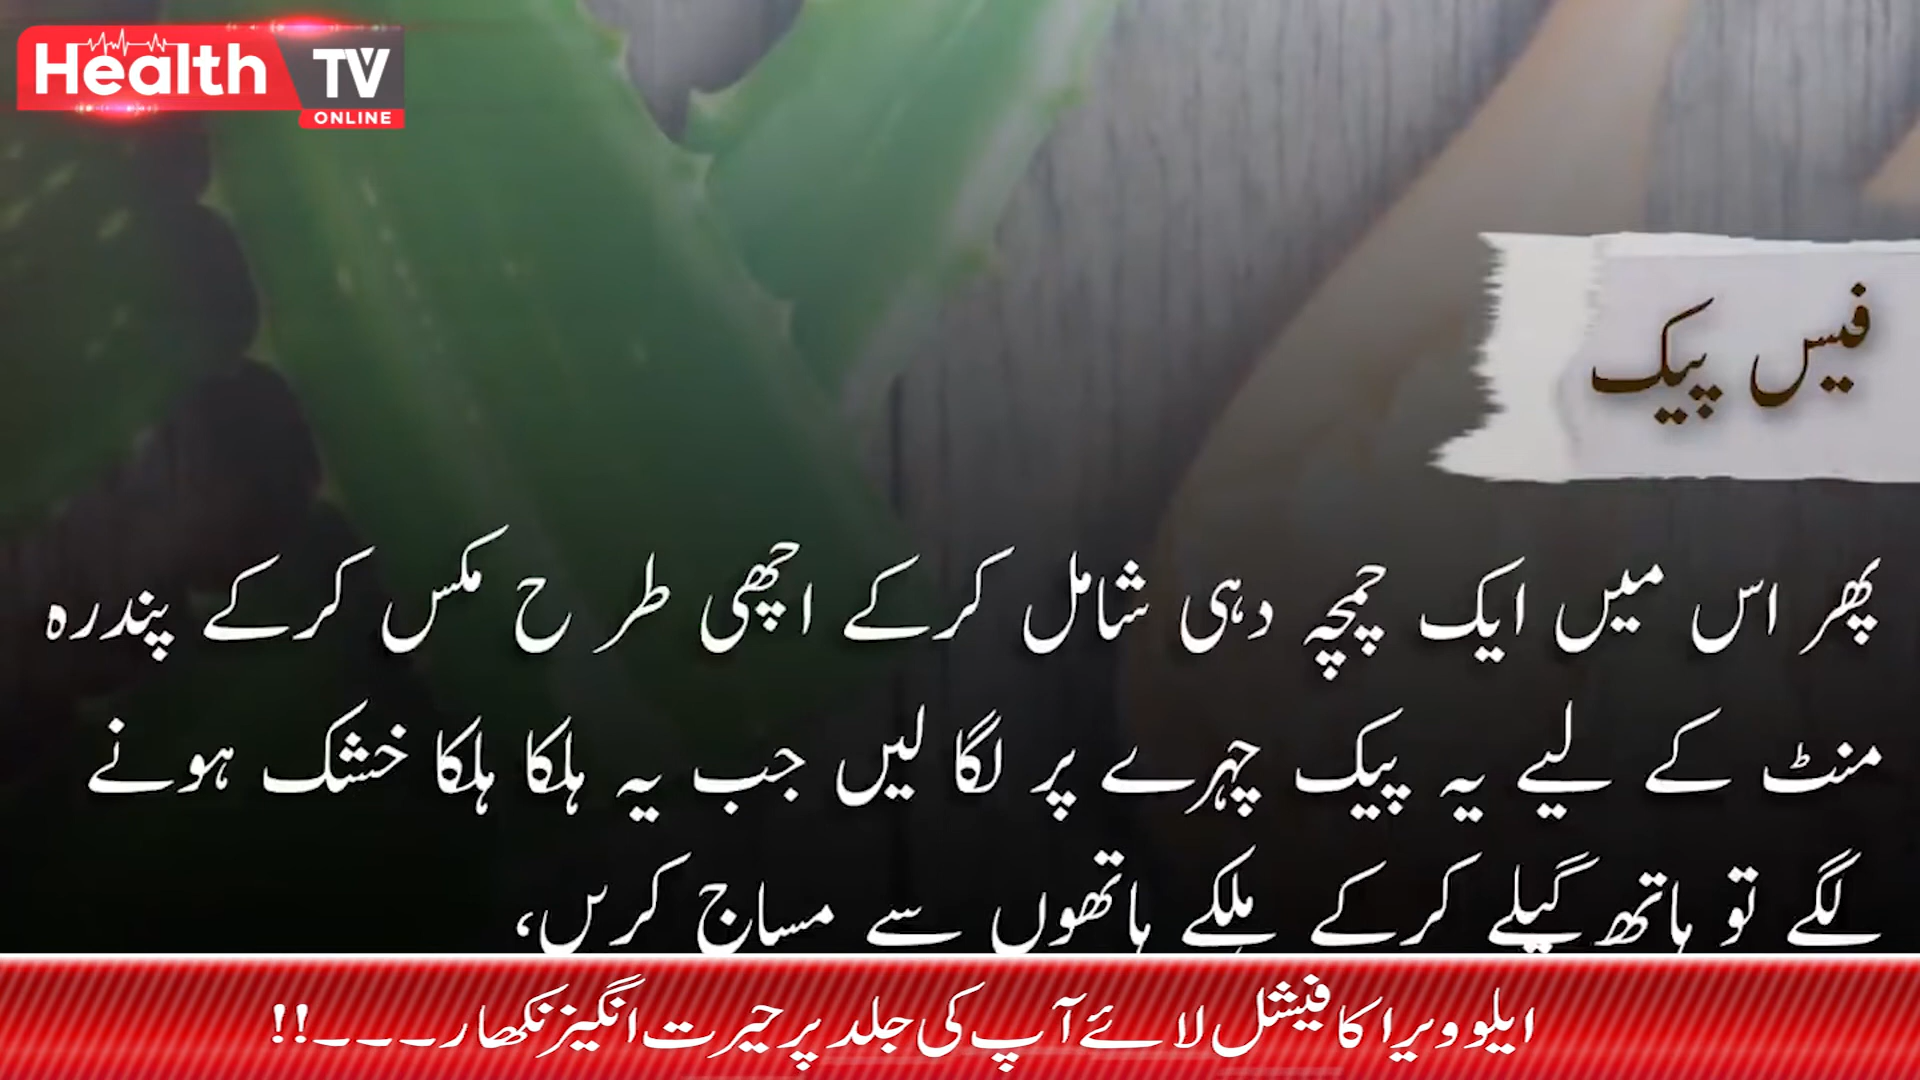 Health TV
ONLINE
فیس پیک
پھر اس میں ایک چمچہ دہی شامل کرکے اچھی طرح مکس کرکے پندرہ
منٹ کے لیے یہ پیک چہرے پر لگا لیں جب یہ ہلکا ہلکا خشک ہونے
لگے تو ہاتھ گیلے کرکے ہلکے ہاتھوں سے مساج کریں،
ایلوویرا کا فیشل لائے آپ کی جلد پر حیرت انگیز نکھار۔۔۔۔!!